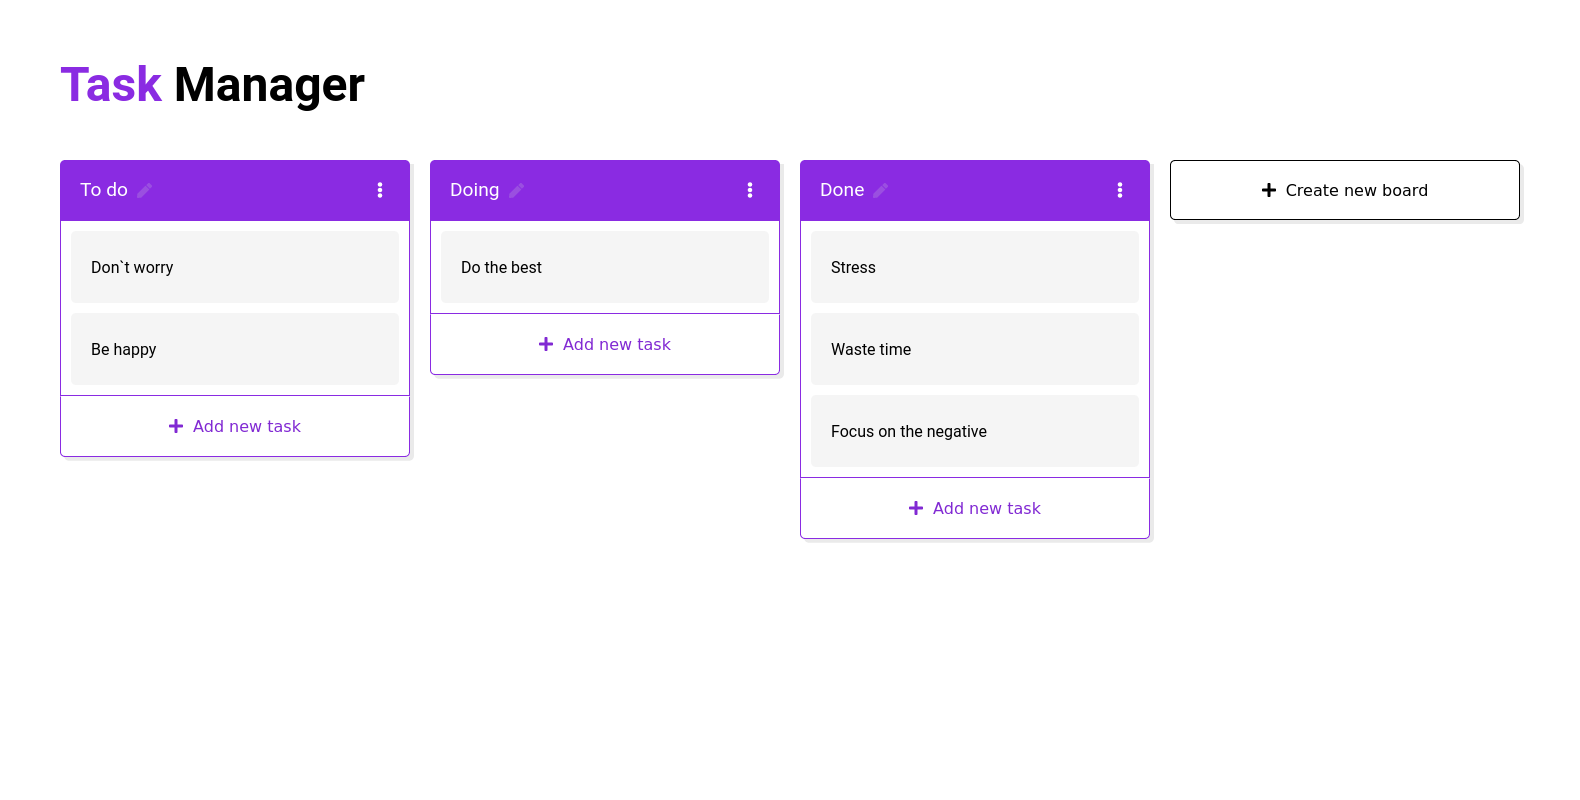 Task Manager
To do
Don`t worry
Be happy
Add new task
Doing
Do the best
Add new task
Done
Stress
Waste time
Focus on the negative
Add new task
Create new board